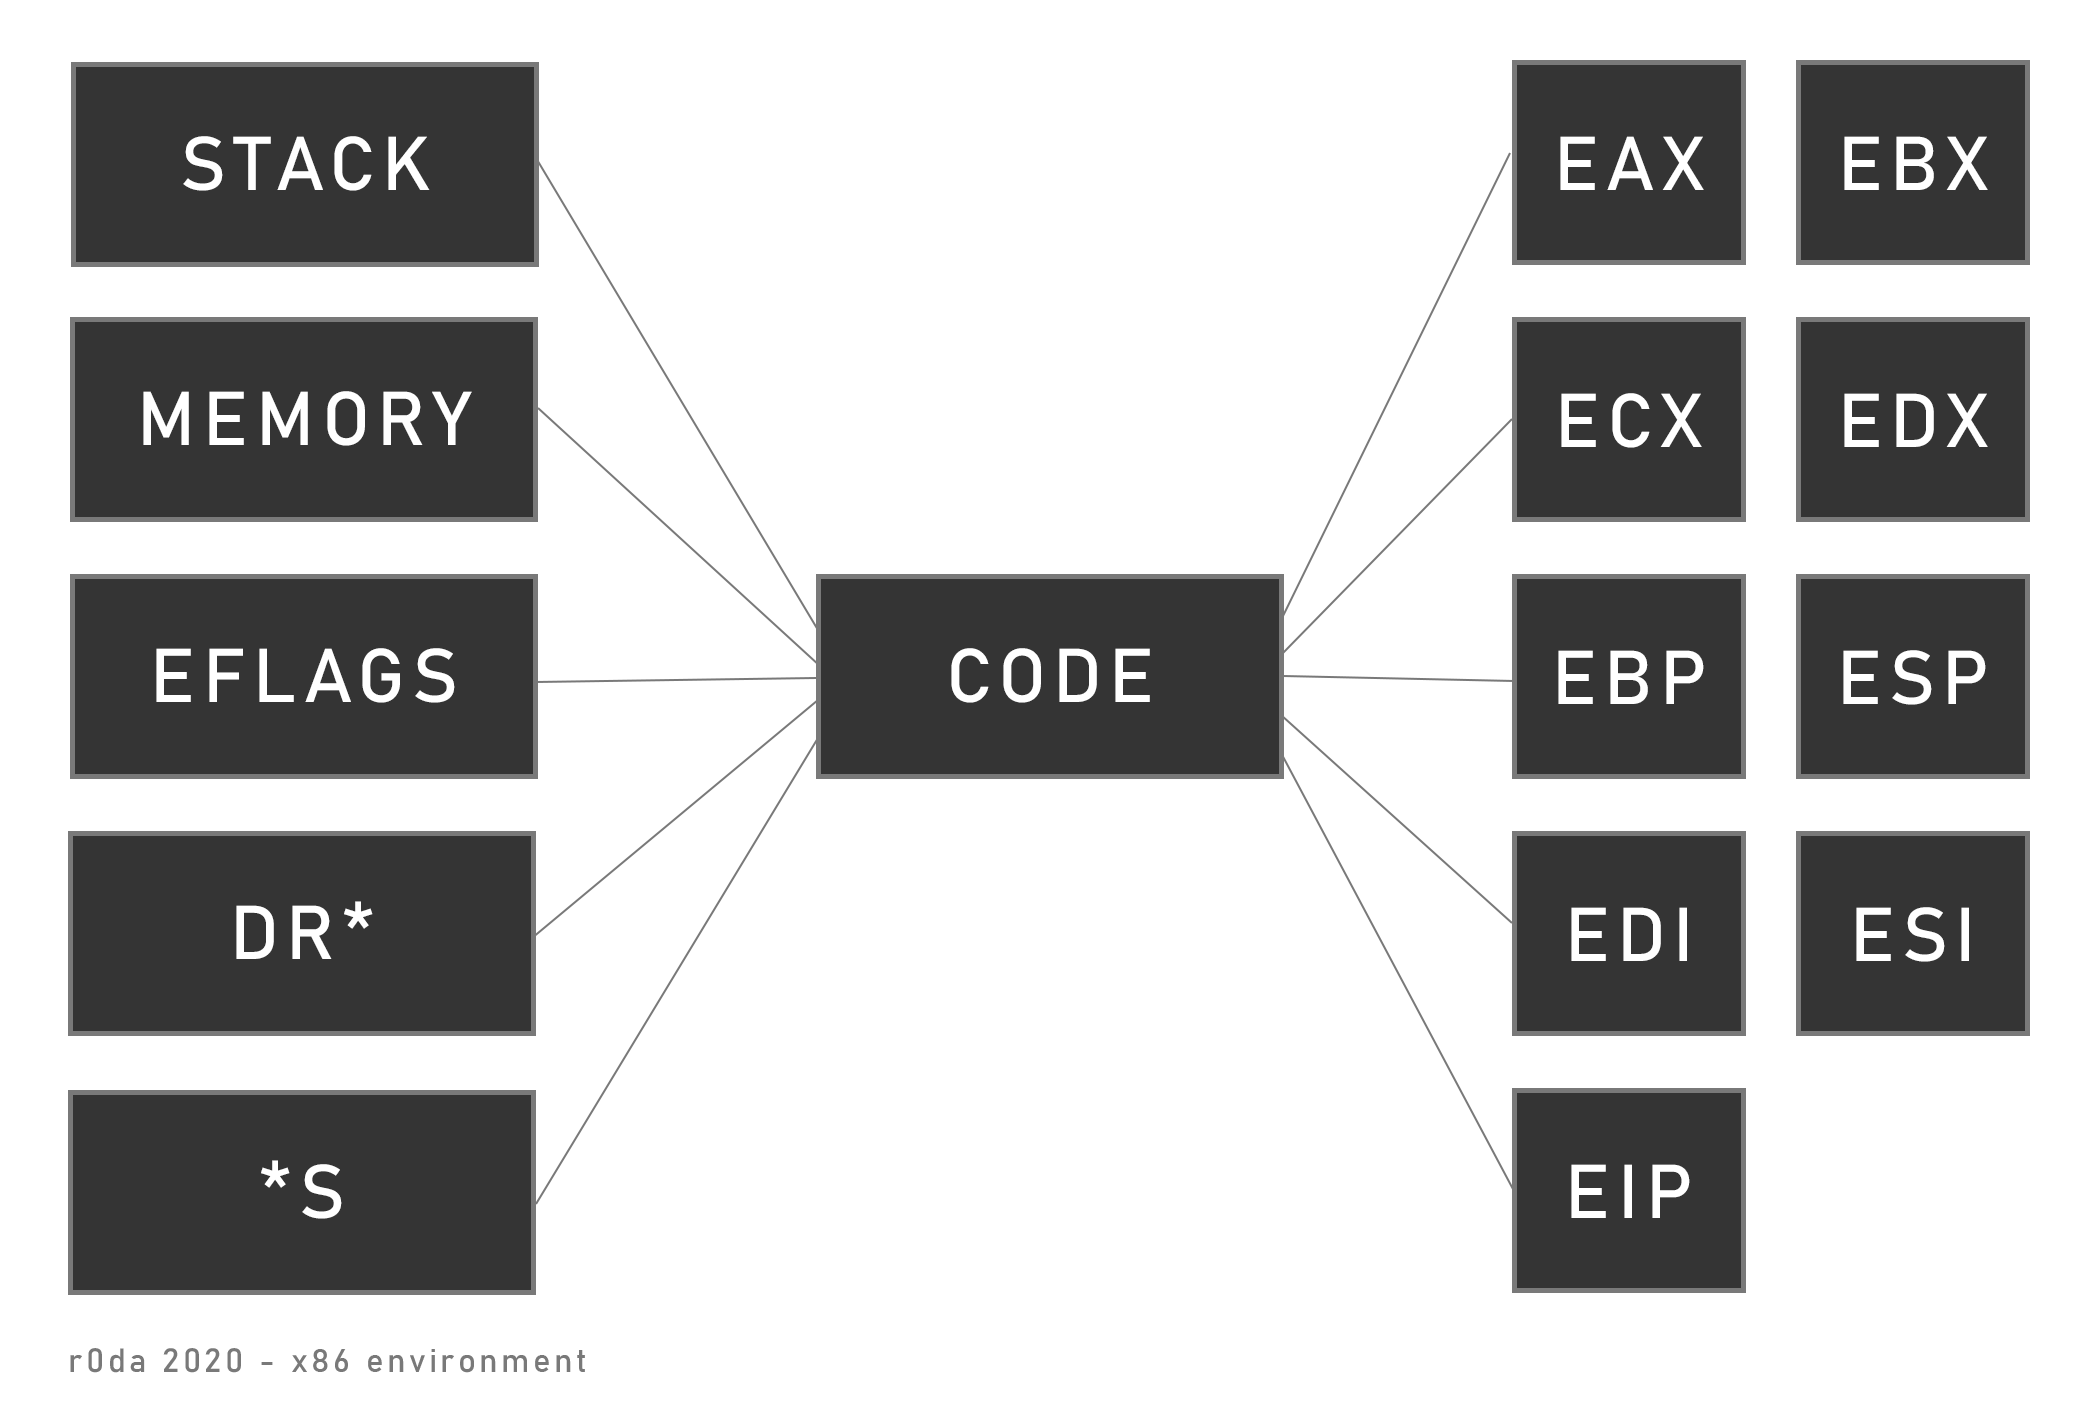 STACK
MEMORY
EFLAGS
DR*
*S
CODE
EAX EBX
ECX EDX
EBP ESP
EDI ESI
EIP
r0da 2020 - x86 environment